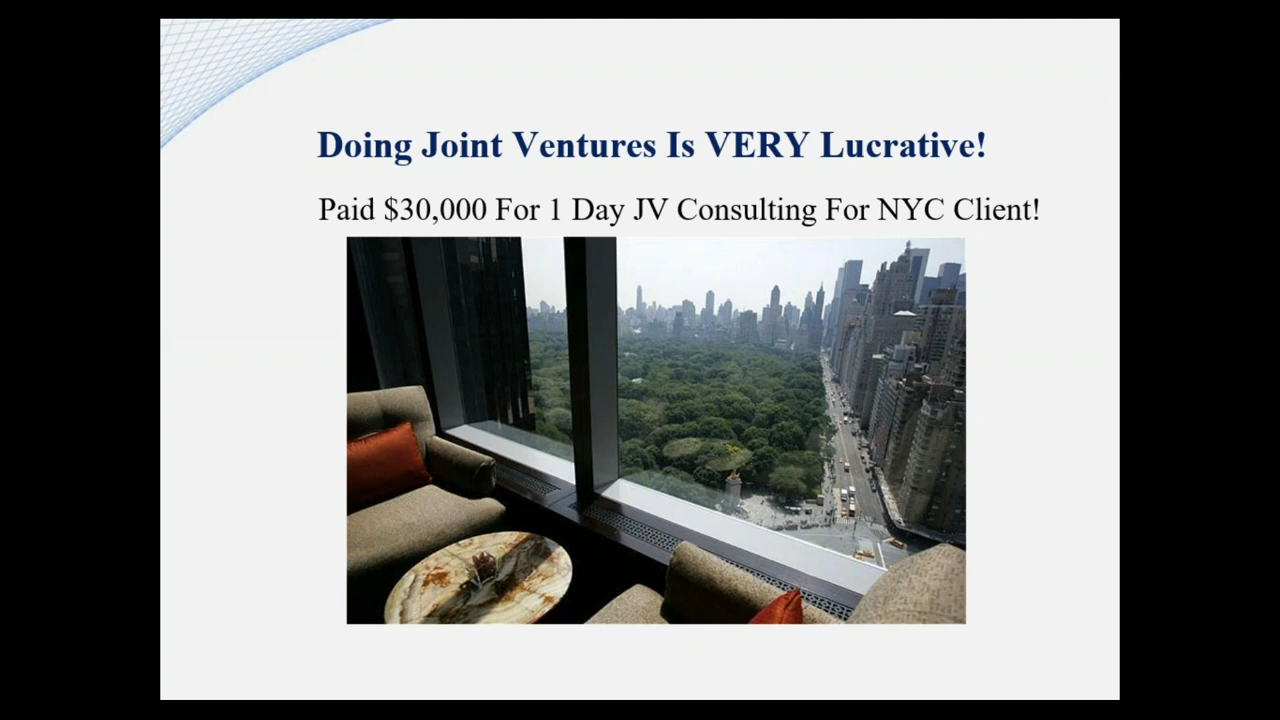 Doing Joint Ventures Is VERY Lucrative!
Paid $30,000 For 1 Day JV Consulting For NYC Client!